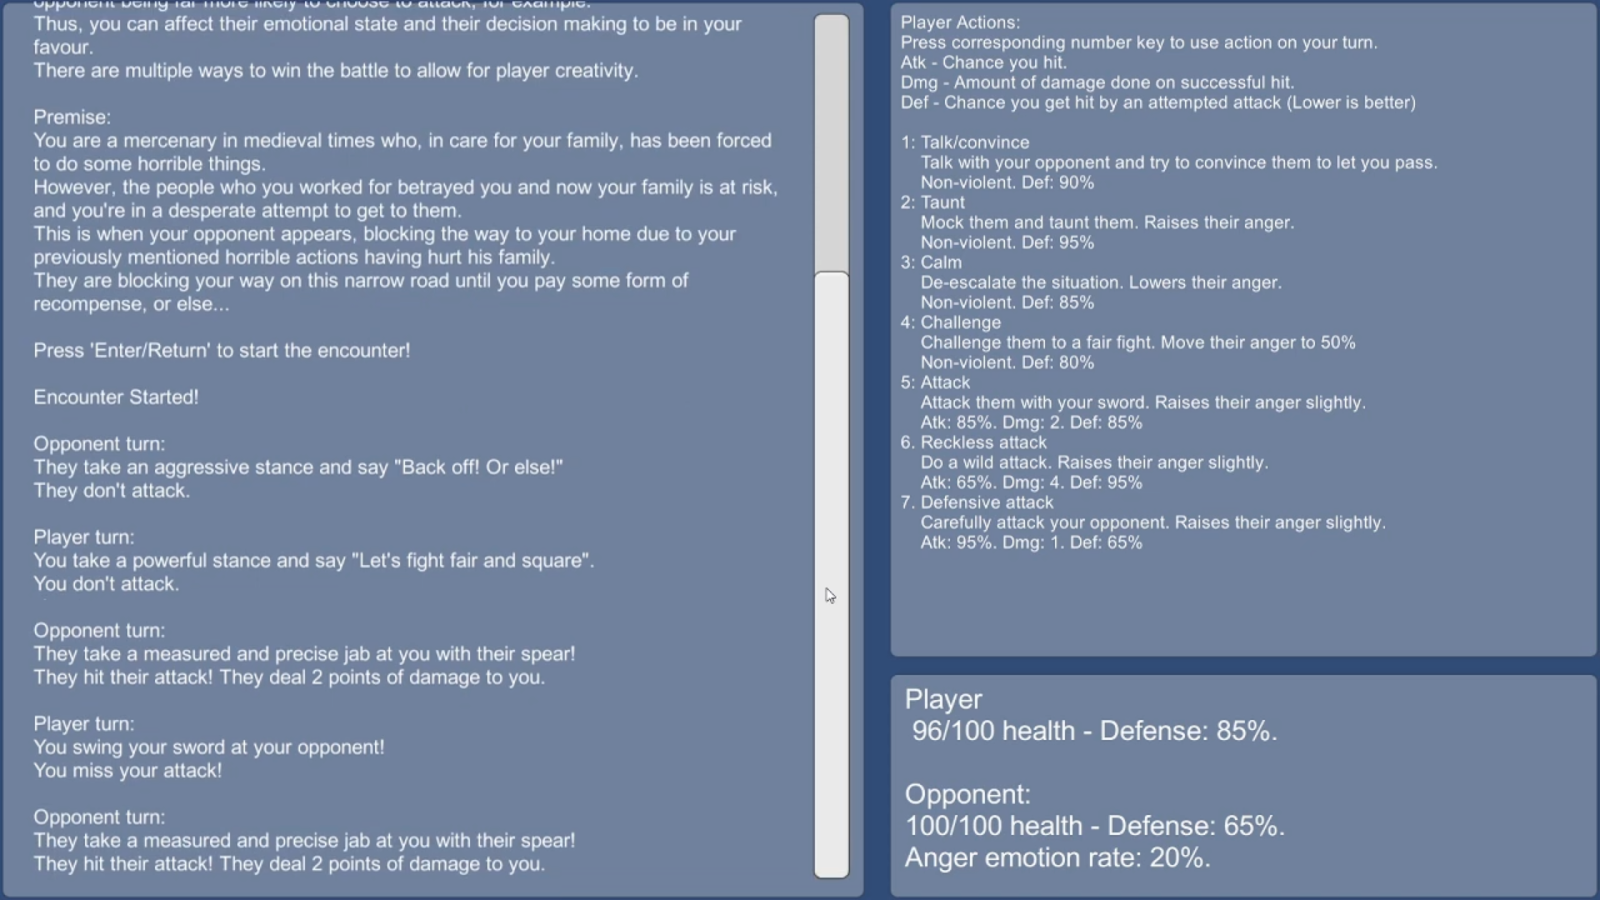 opponent being far more likely to choose to attack, for example.
Thus, you can affect their emotional state and their decision making to be in your
favour.
There are multiple ways to win the battle to allow for player creativity.
Premise:
You are a mercenary in medieval times who, in care for your family, has been forced
to do some horrible things.
However, the people who you worked for betrayed you and now your family is at risk,
and you're in a desperate attempt to get to them.
This is when your opponent appears, blocking the way to your home due to your
previously mentioned horrible actions having hurt his family.
They are blocking your way on this narrow road until you pay some form of
recompense, or else...
Press 'Enter/Return' to start the encounter!
Encounter Started!
Opponent turn:
They take an aggressive stance and say "Back off! Or else!"
They don't attack.
Player turn:
You take a powerful stance and say "Let's fight fair and square".
You don't attack.
Opponent turn:
They take a measured and precise jab at you with their spear!
They hit their attack! They deal 2 points of damage to you.
Player turn:
You swing your sword at your opponent!
You miss your attack!
Opponent turn:
They take a measured and precise jab at you with their spear!
They hit their attack! They deal 2 points of damage to you.
Player Actions:
Press corresponding number key to use action on your turn.
Atk - Chance you hit.
Dmg - Amount of damage done on successful hit.
Def - Chance you get hit by an attempted attack (Lower is better)
1: Talk/convince
Talk with your opponent and try to convince them to let you pass.
Non-violent. Def: 90%
2: Taunt
Mock them and taunt them. Raises their anger.
Non-violent. Def: 95%
3: Calm
De-escalate the situation. Lowers their anger.
Non-violent. Def: 85%
4: Challenge
Challenge them to a fair fight. Move their anger to 50%
Non-violent. Def: 80%
5: Attack
Attack them with your sword. Raises their anger slightly.
Atk: 85%. Dmg: 2. Def: 85%
6. Reckless attack
Do a wild attack. Raises their anger slightly.
Atk: 65%. Dmg: 4. Def: 95%
7. Defensive attack
Carefully attack your opponent. Raises their anger slightly.
Atk: 95%. Dmg: 1. Def: 65%
Player
96/100 health - Defense: 85%.
Opponent:
100/100 health - Defense: 65%.
Anger emotion rate: 20%.